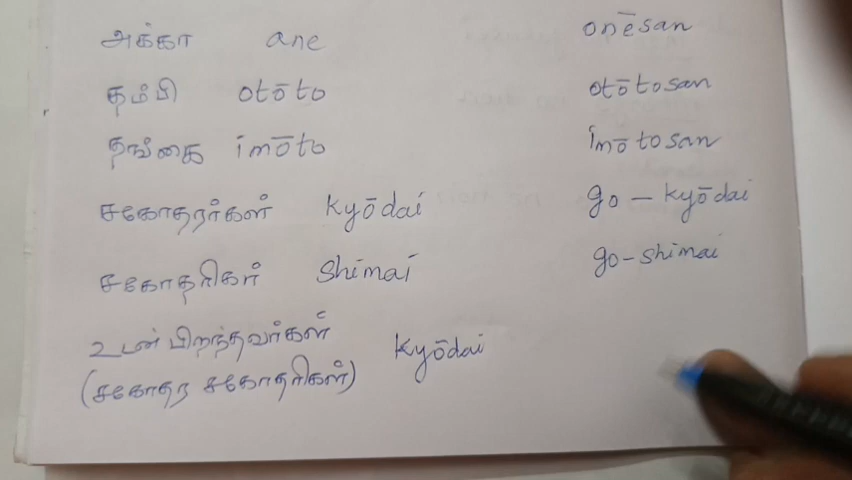 அக்கா ane onēsan
தம்பி otōto otōtosan
தங்கை imōto imōtosan
சகோதரர்கள் kyōdai go - kyōdai
சகோதரிகள் shimai go-shimai
உடன் பிறந்தவர்கள் kyōdai
(சகோதர சகோதரிகள்)